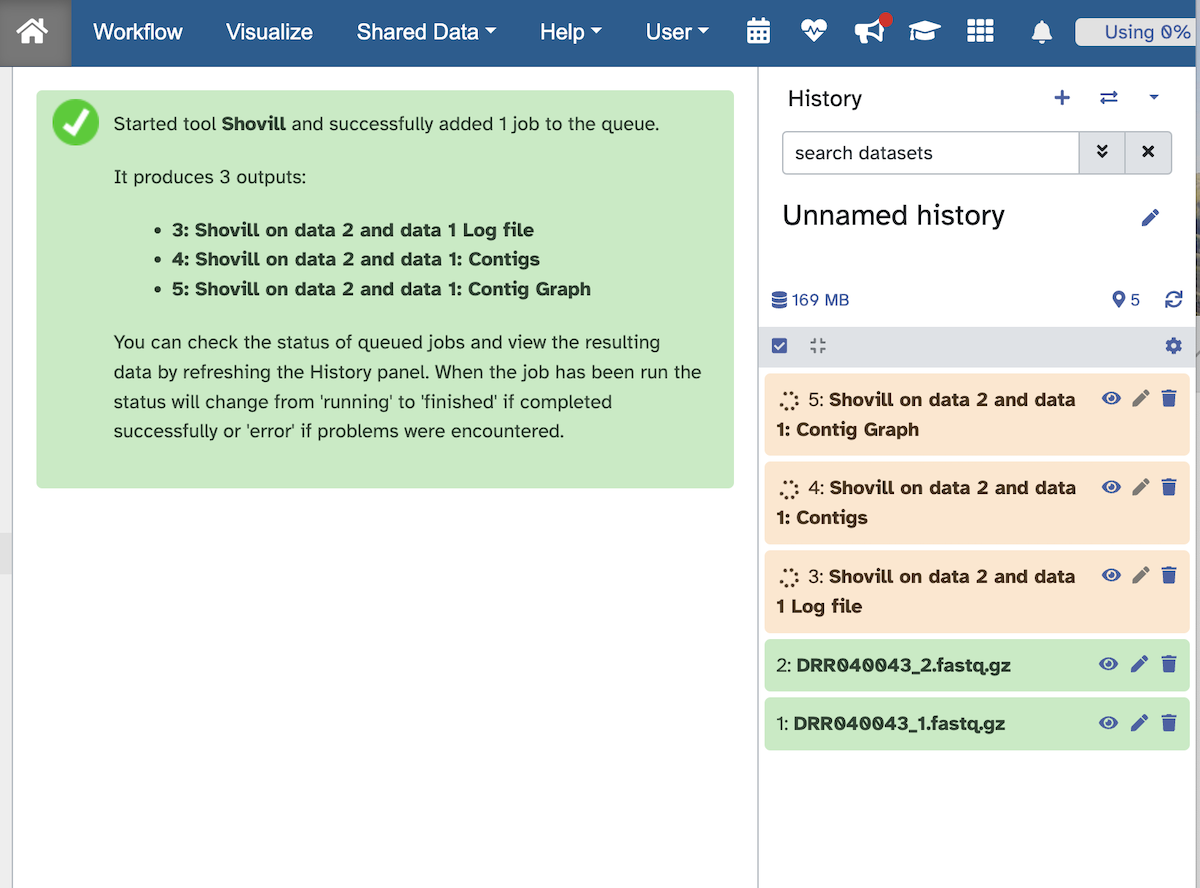 Workflow Visualize Shared Data Help User Using 0%
Started tool Shovill and successfully added 1 job to the queue.
It produces 3 outputs:
• 3: Shovill on data 2 and data 1 Log file
• 4: Shovill on data 2 and data 1: Contigs
• 5: Shovill on data 2 and data 1: Contig Graph
You can check the status of queued jobs and view the resulting
data by refreshing the History panel. When the job has been run the
status will change from 'running' to 'finished' if completed
successfully or 'error' if problems were encountered.
History
search datasets
Unnamed history
169 MB 5
5: Shovill on data 2 and data
1: Contig Graph
4: Shovill on data 2 and data
1: Contigs
3: Shovill on data 2 and data
1 Log file
2: DRR040043_2.fastq.gz
1: DRR040043_1.fastq.gz